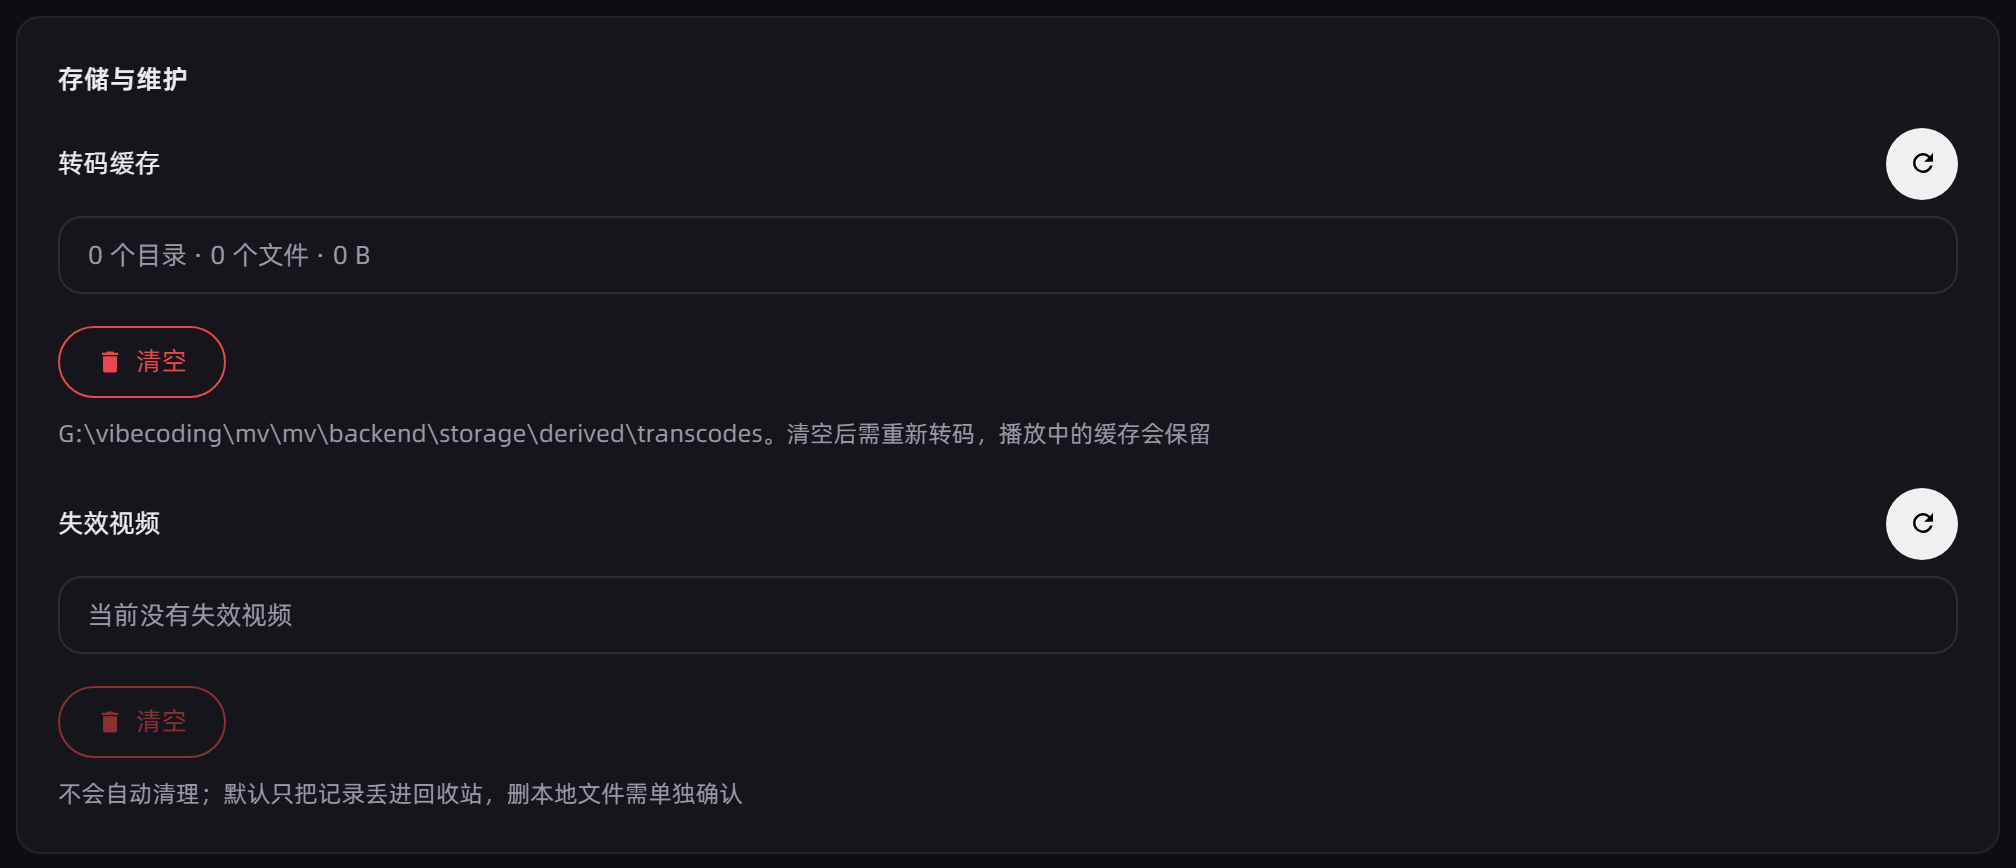 存储与维护
转码缓存
0 个目录 · 0 个文件 · 0 B
清空
G:\vibecoding\mv\mv\backend\storage\derived\transcodes。清空后需重新转码，播放中的缓存会保留
失效视频
当前没有失效视频
清空
不会自动清理；默认只把记录丢进回收站，删本地文件需单独确认